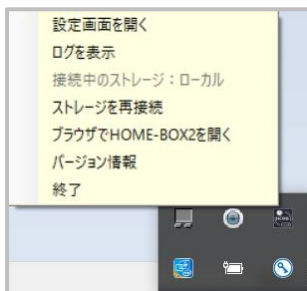 設定画面を開く
ログを表示
接続中のストレージ：ローカル
ストレージを再接続
ブラウザでHOME-BOX2を開く
バージョン情報
終了